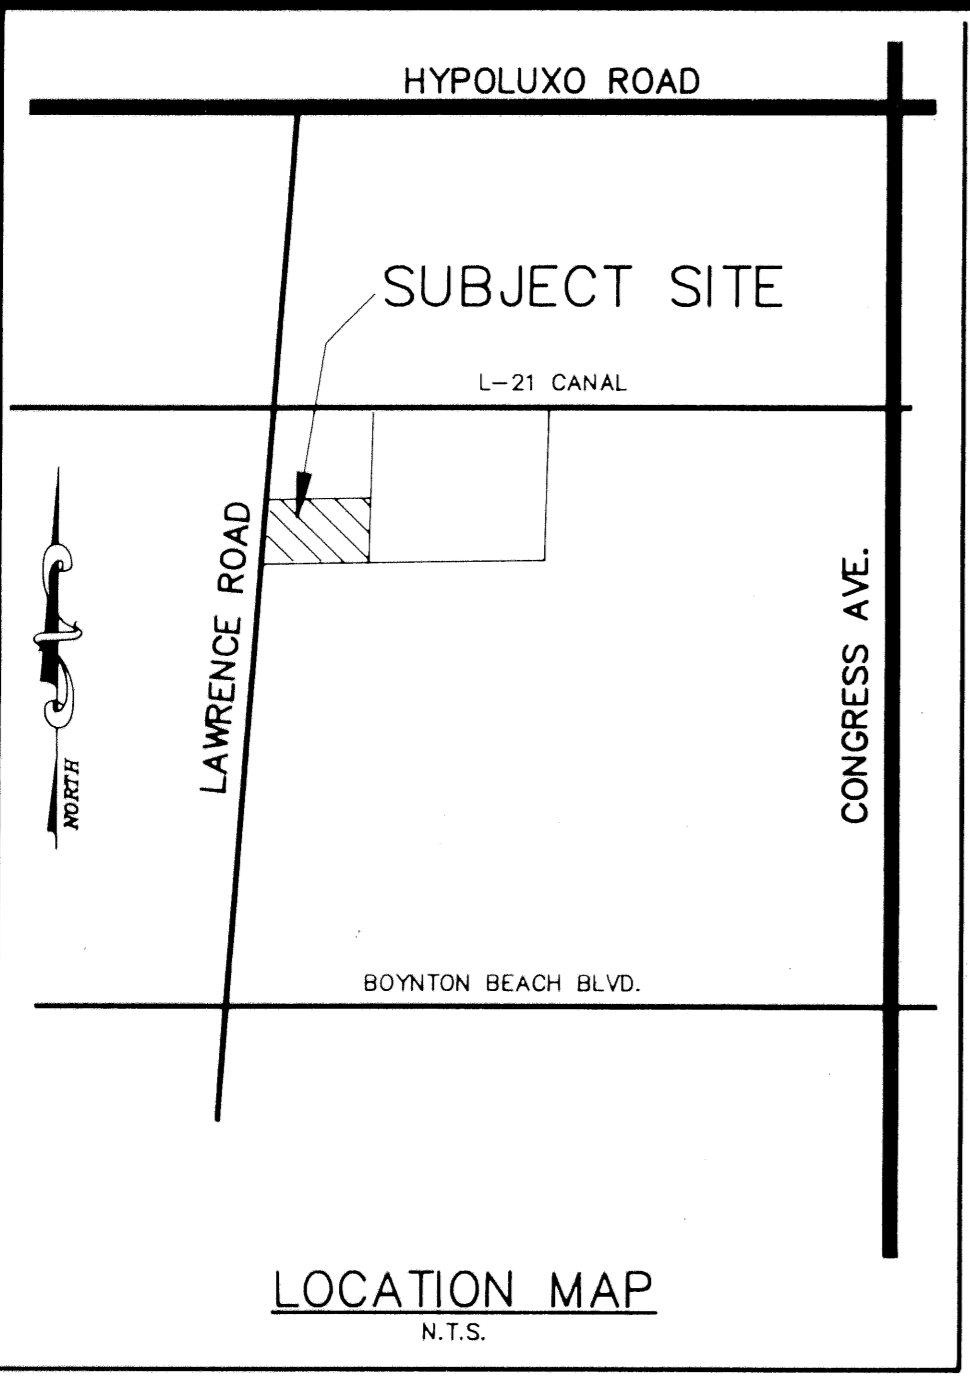 HYPOLUXO ROAD
SUBJECT SITE
L-21 CANAL
LAWRENCE ROAD
CONGRESS AVE.
NORTH
BOYNTON BEACH BLVD.
LOCATION MAP
N.T.S.